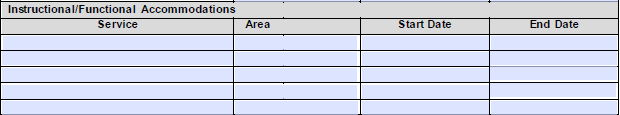 Instructional/Functional Accommodations
Service Area Start Date End Date